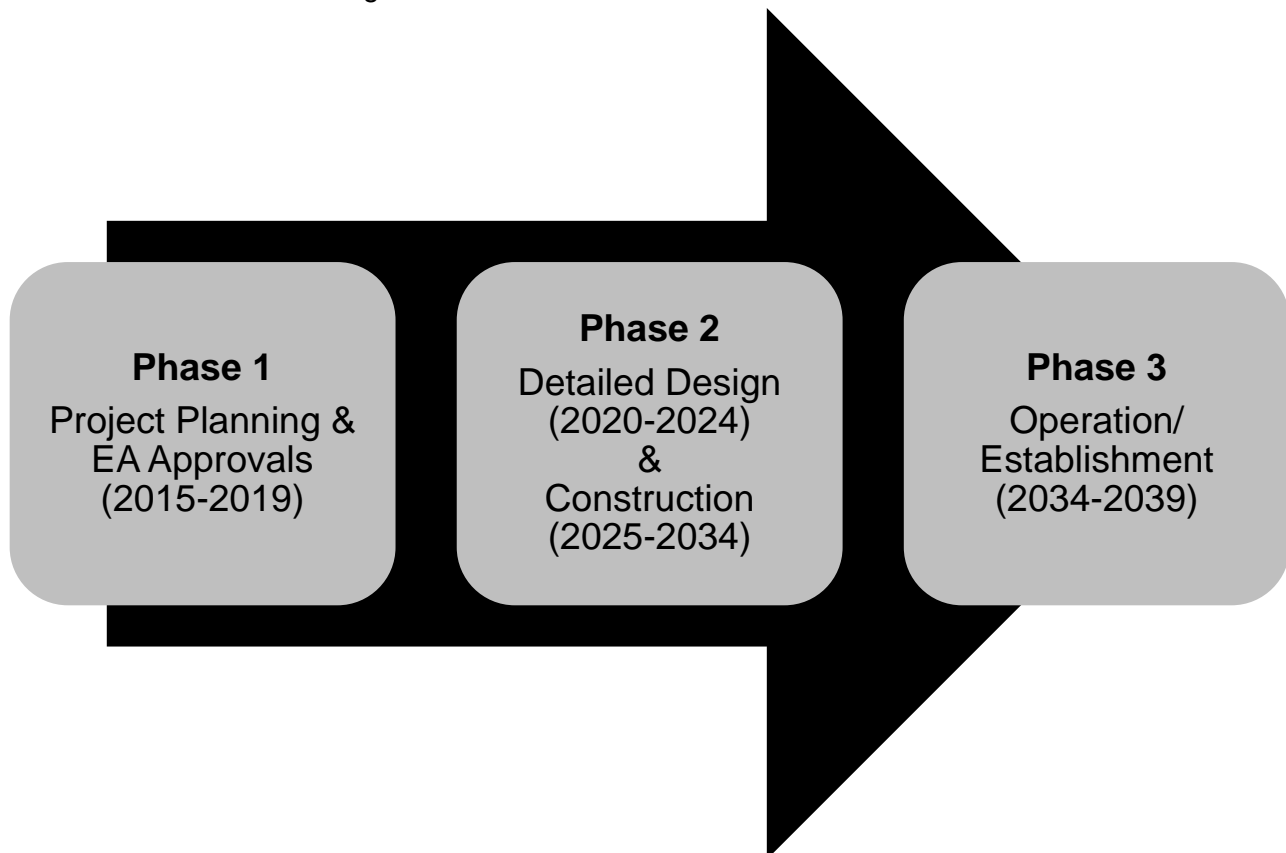 Phase 1
Project Planning &
EA Approvals
(2015-2019)
Phase 2
Detailed Design
(2020-2024)
&
Construction
(2025-2034)
Phase 3
Operation/
Establishment
(2034-2039)